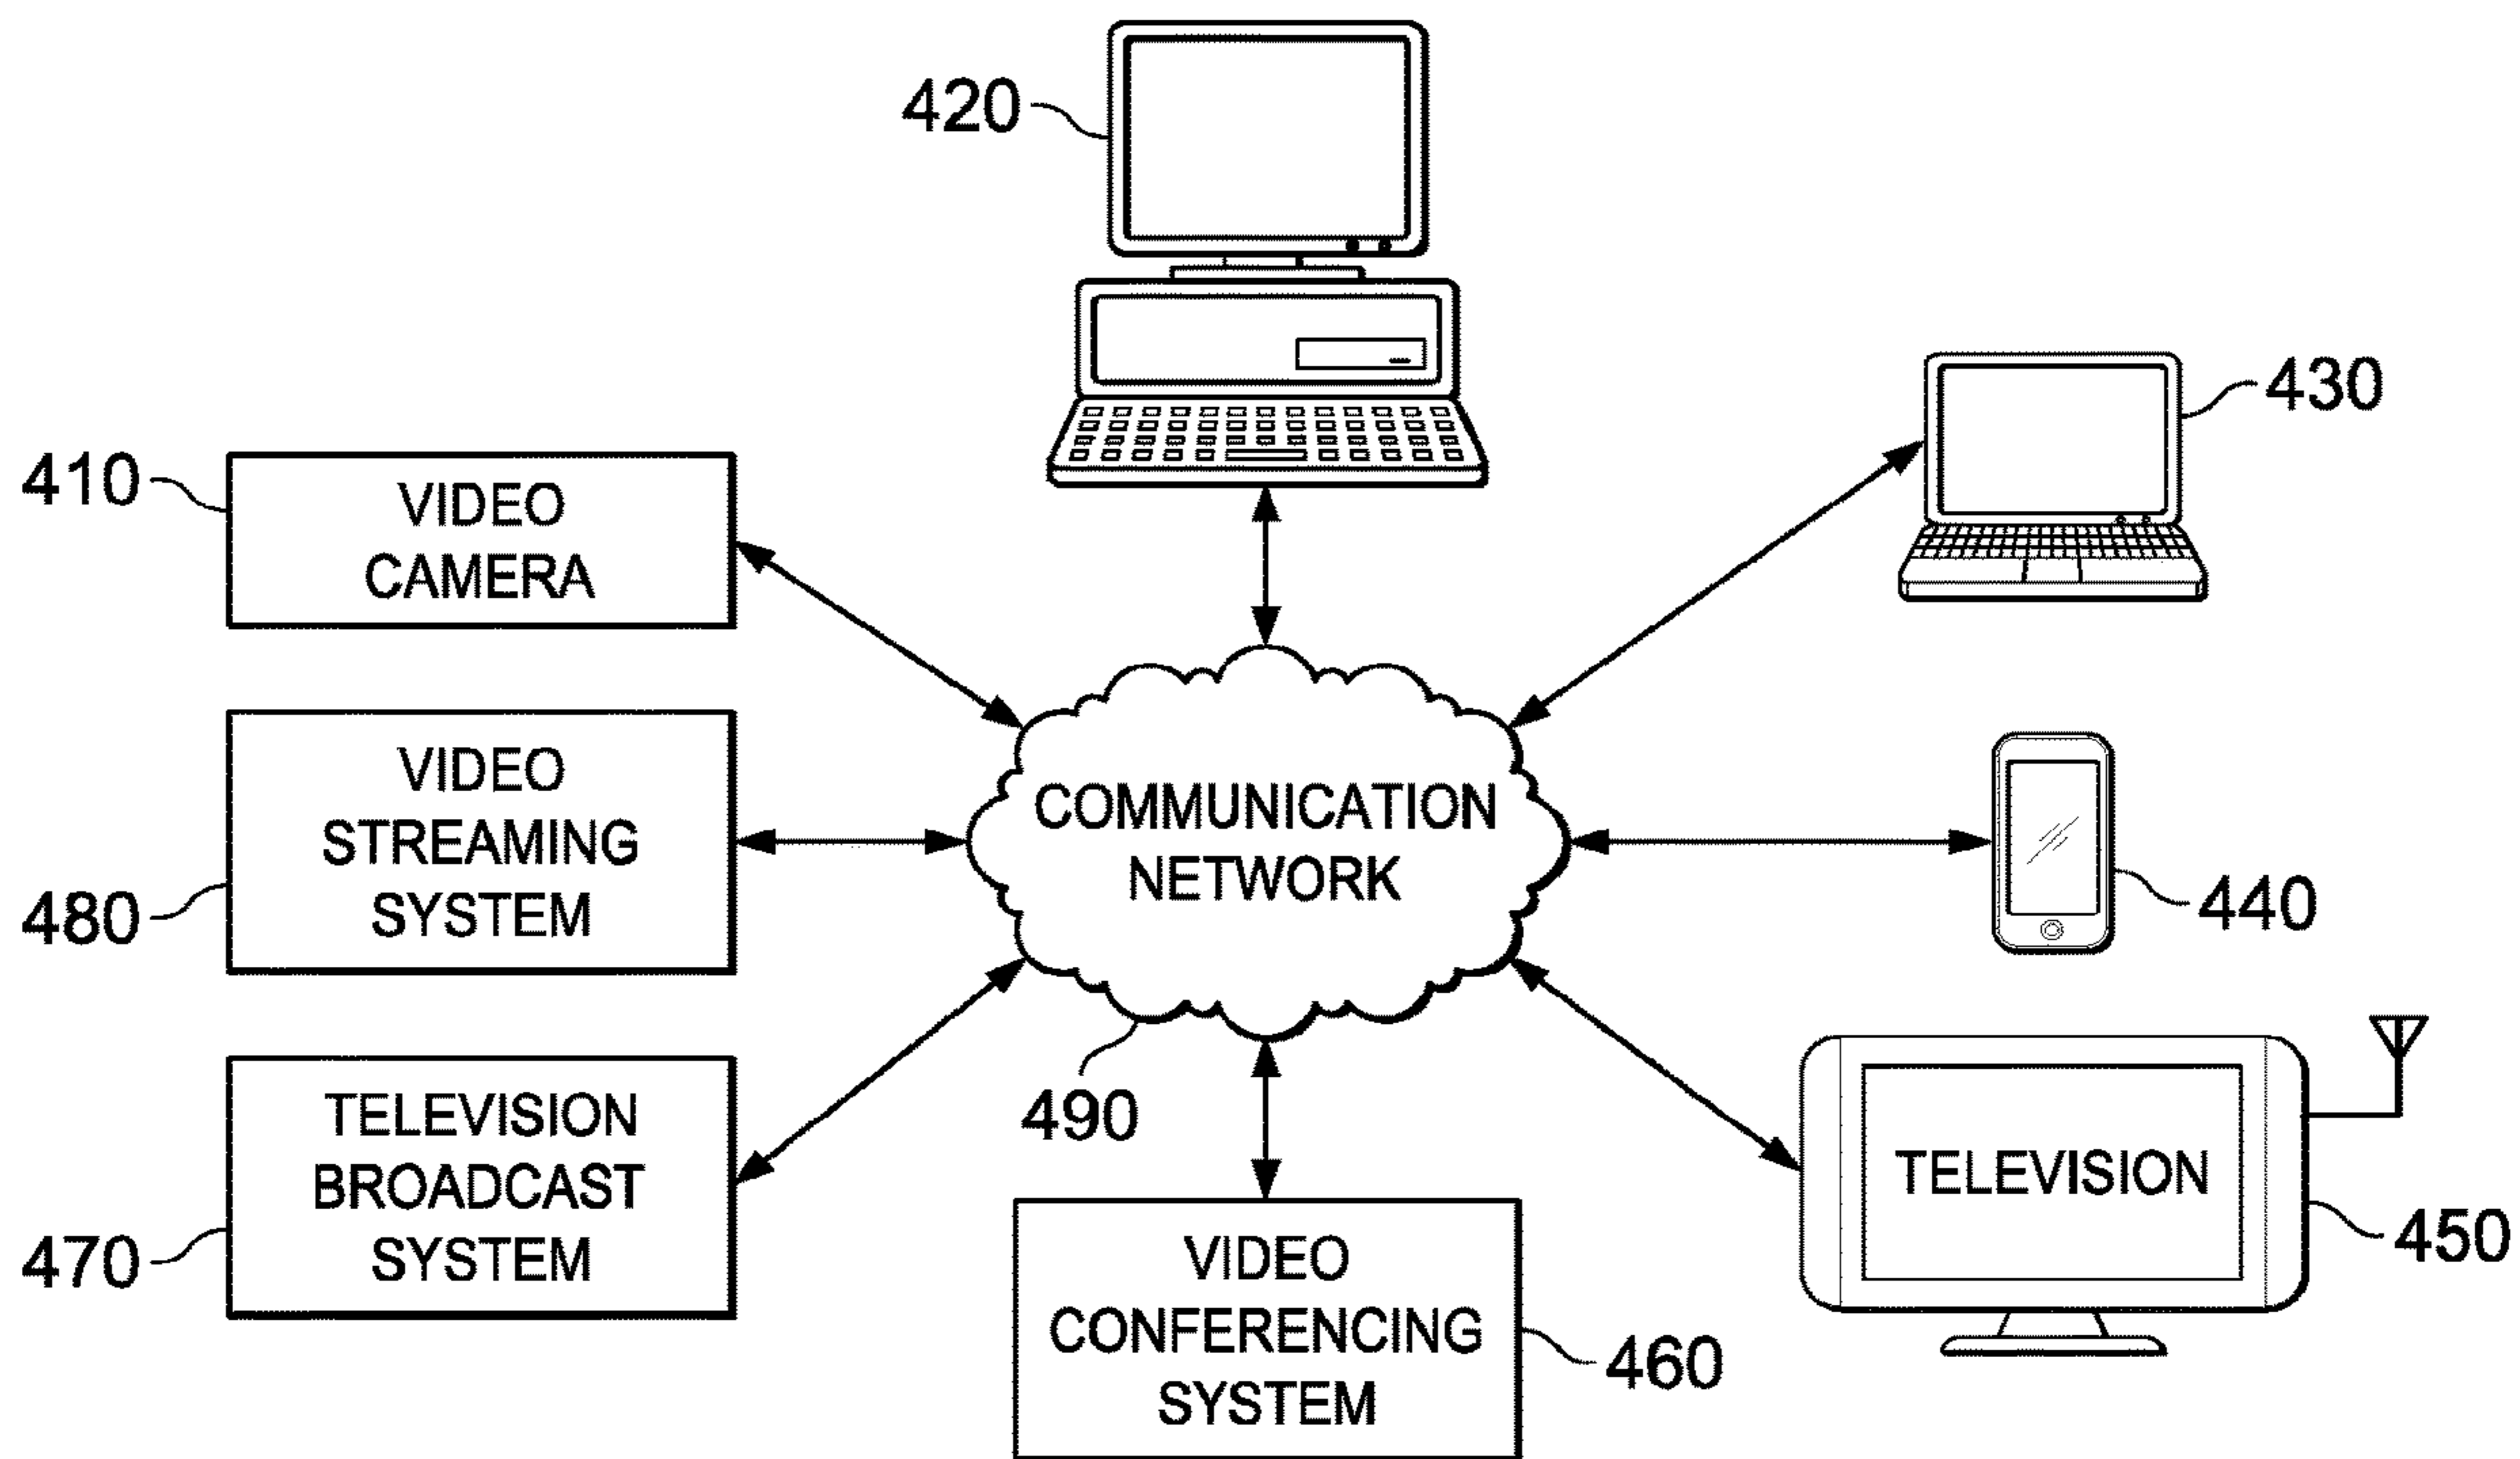 420
430
410
VIDEO
CAMERA
VIDEO
STREAMING
SYSTEM
480
COMMUNICATION
NETWORK
440
490
TELEVISION
BROADCAST
SYSTEM
470
TELEVISION
450
VIDEO
CONFERENCING
SYSTEM
460